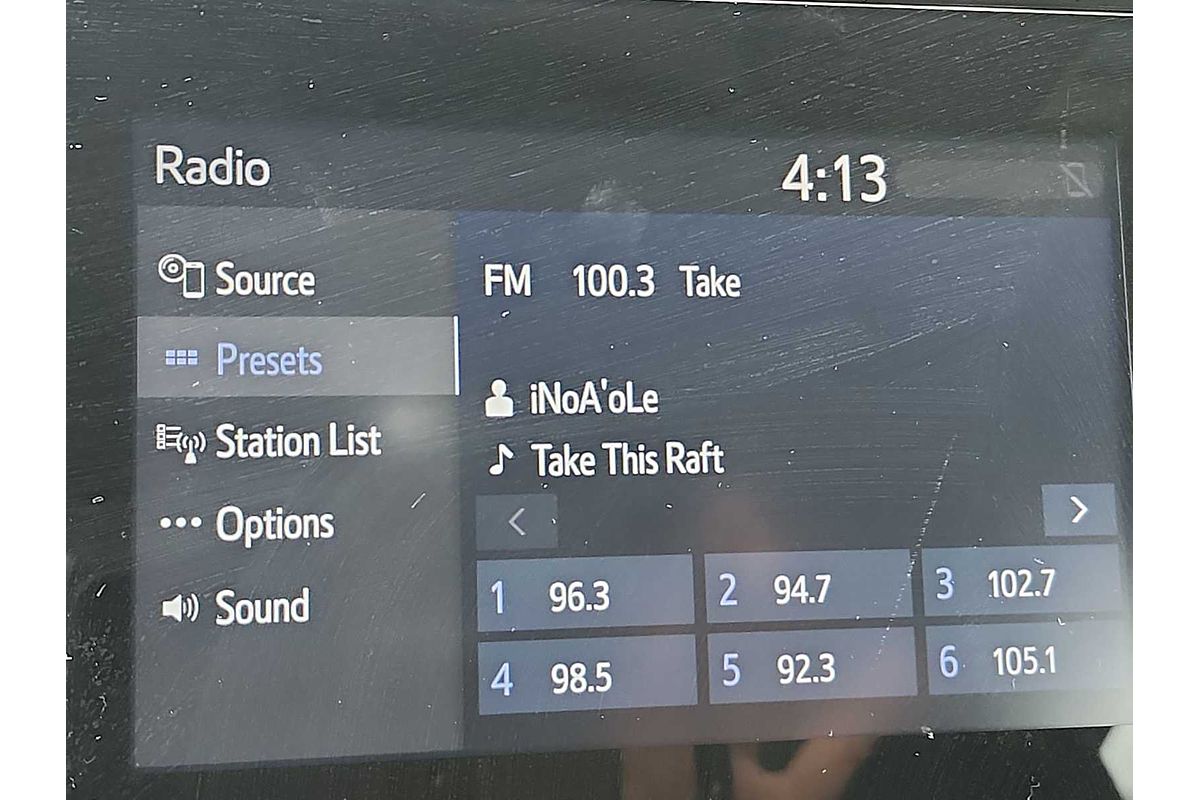 Radio
4:13
Source
Presets
Station List
Options
Sound
FM 100.3 Take
iNoA'oLe
Take This Raft
1 96.3
2 94.7
3 102.7
4 98.5
5 92.3
6 105.1